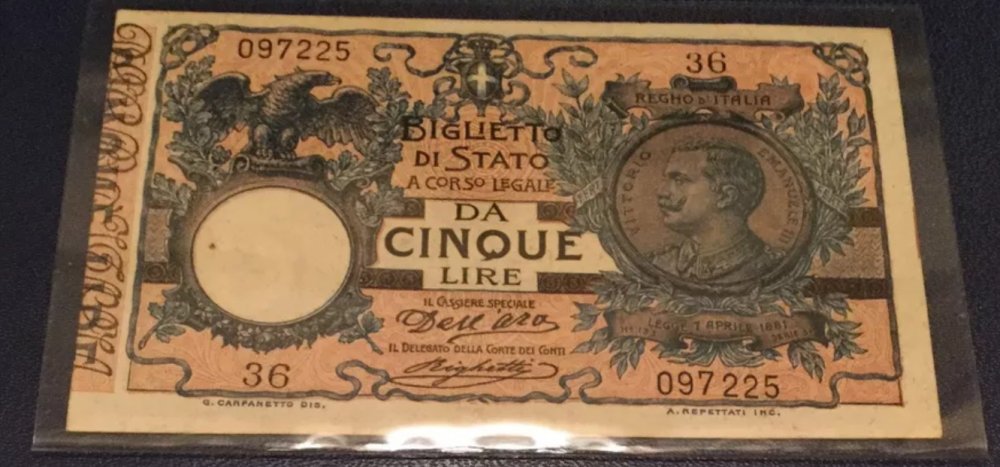 097225
36
REGNO D'ITALIA
BIGLIETTO
DI STATO
A CORSO LEGALE
DA
CINQUE
LIRE
VITTORIO EMANUELE III
IL CASSIERE SPECIALE
Dell'ara
IL DELEGATO DELLA CORTE DEI CONTI
Righetti
LEGGE 7 APRILE 1881
36
097225
G. CARPANETTO DIS.
A. REPETTATI INC.